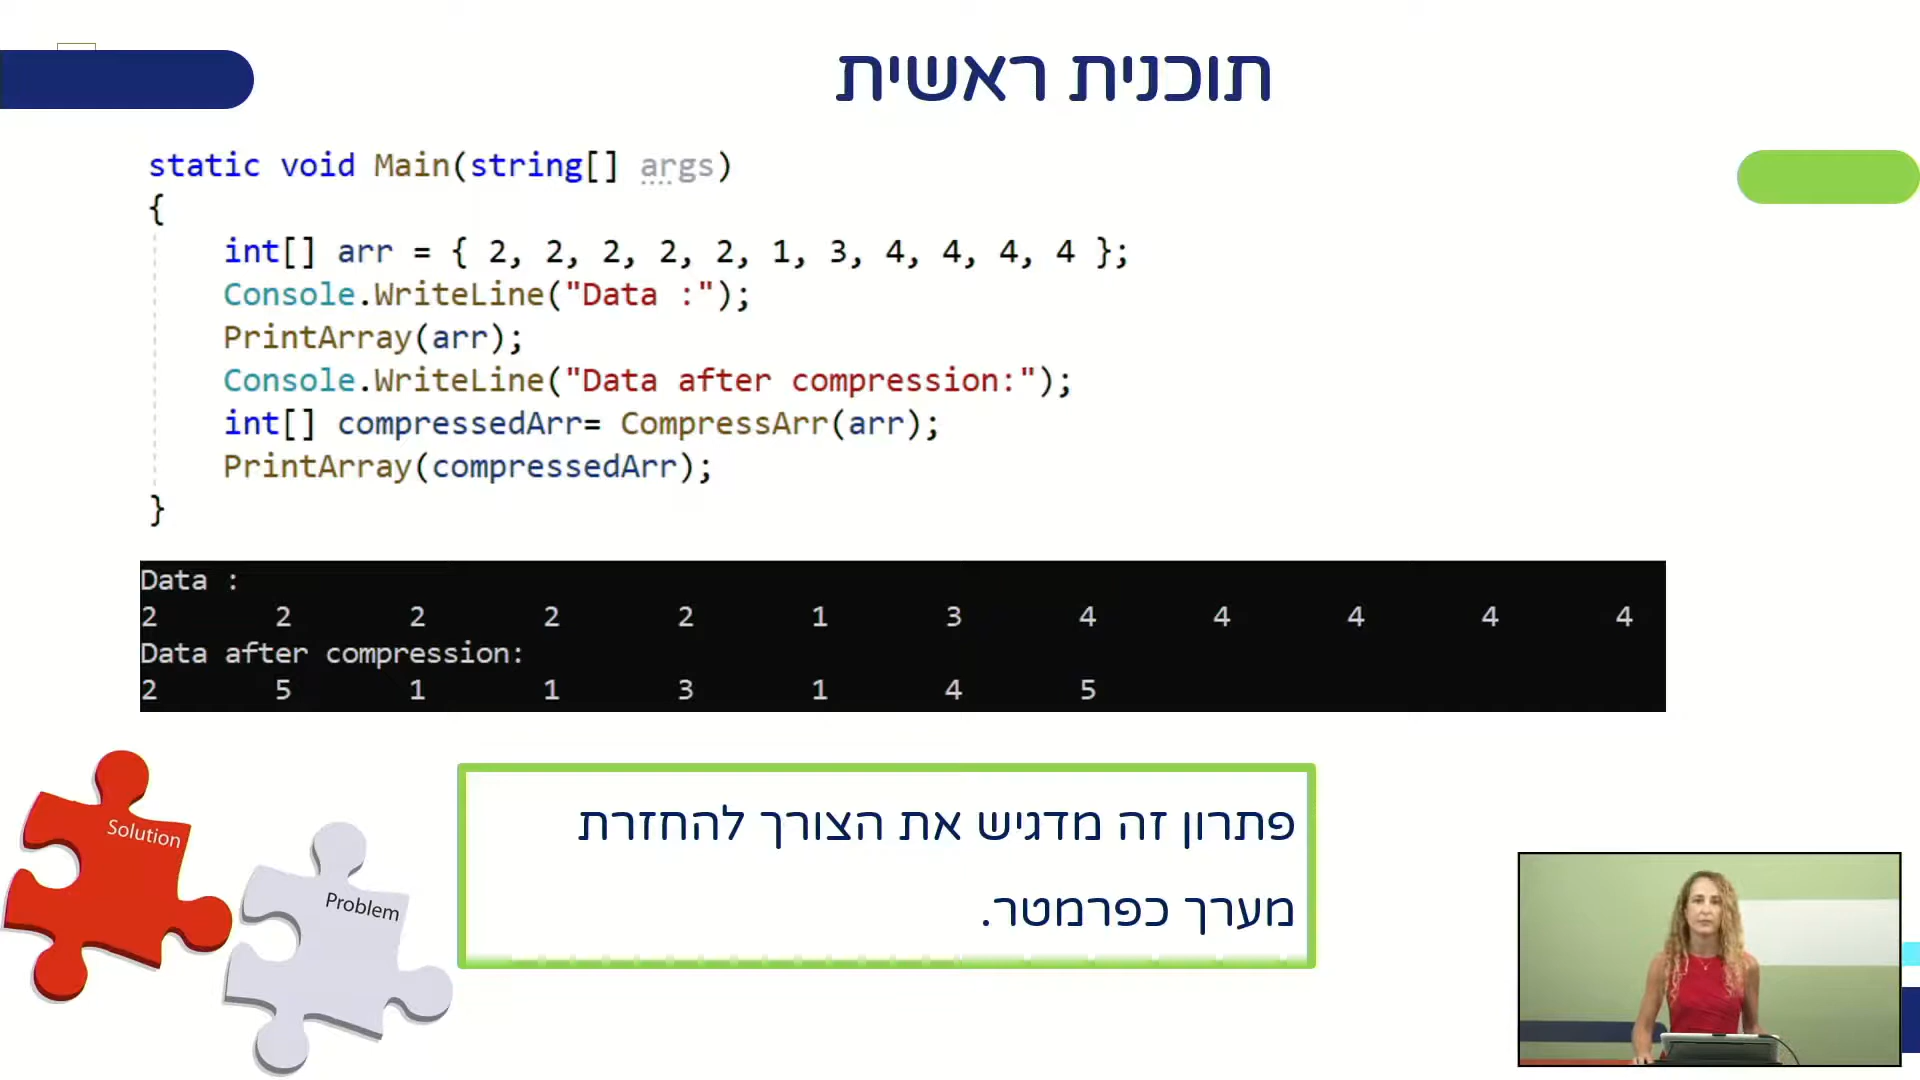 תוכנית ראשית
static void Main(string[] args)
{
int[] arr = { 2, 2, 2, 2, 2, 1, 3, 4, 4, 4, 4 };
Console.WriteLine("Data :");
PrintArray(arr);
Console.WriteLine("Data after compression:");
int[] compressedArr= CompressArr(arr);
PrintArray(compressedArr);
}
Data :
2 2 2 2 2 1 3 4 4 4 4 4
Data after compression:
2 5 1 1 3 1 4 5
Solution
Problem
פתרון זה מדגיש את הצורך להחזרת
מערך כפרמטר.